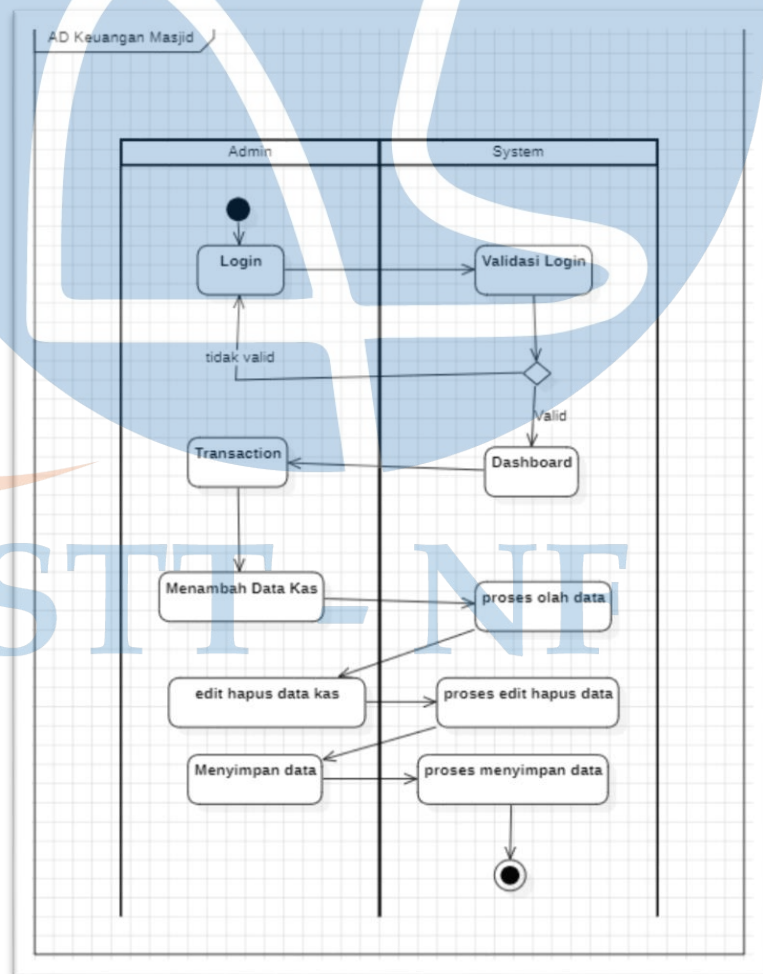 AD Keuangan Masjid
Admin
System
Login
Validasi Login
tidak valid
Valid
Transaction
Dashboard
Menambah Data Kas
proses olah data
STT - NF
edit hapus data kas
proses edit hapus data
Menyimpan data
proses menyimpan data